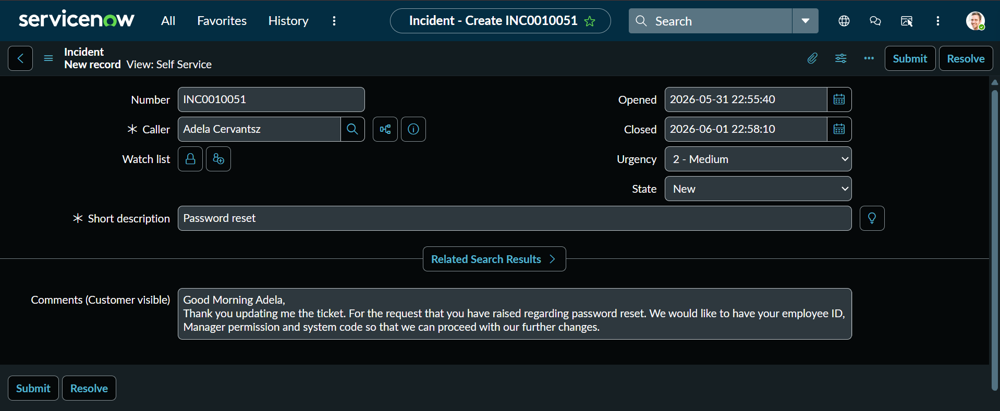 servicenow All Favorites History Incident - Create INC0010051 Search
Incident
New record View: Self Service
Submit Resolve
Number INC0010051
Opened 2026-05-31 22:55:40
Caller Adela Cervantsz
Closed 2026-06-01 22:58:10
Watch list
Urgency 2 - Medium
State New
Short description Password reset
Related Search Results
Comments (Customer visible)
Good Morning Adela,
Thank you updating me the ticket. For the request that you have raised regarding password reset. We would like to have your employee ID,
Manager permission and system code so that we can proceed with our further changes.
Submit Resolve